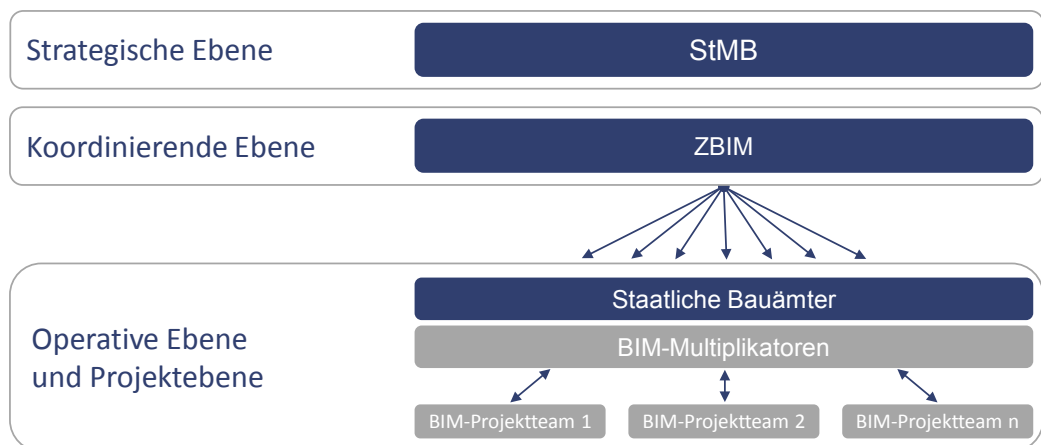 Strategische Ebene
StMB
Koordinierende Ebene
ZBIM
Operative Ebene
und Projektebene
Staatliche Bauämter
BIM-Multiplikatoren
BIM-Projektteam 1
BIM-Projektteam 2
BIM-Projektteam n